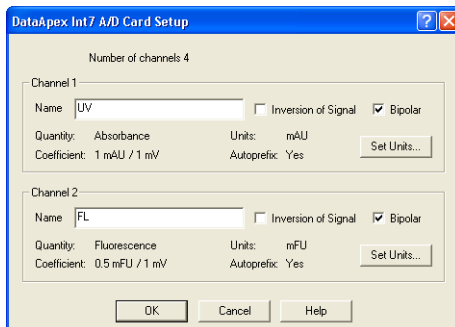 DataApex Int7 A/D Card Setup
Number of channels 4
Channel 1
Name UV Inversion of Signal Bipolar
Quantity: Absorbance Units: mAU
Coefficient: 1 mAU / 1 mV Autoprefix: Yes
Set Units...
Channel 2
Name FL Inversion of Signal Bipolar
Quantity: Fluorescence Units: mFU
Coefficient: 0.5 mFU / 1 mV Autoprefix: Yes
Set Units...
OK Cancel Help